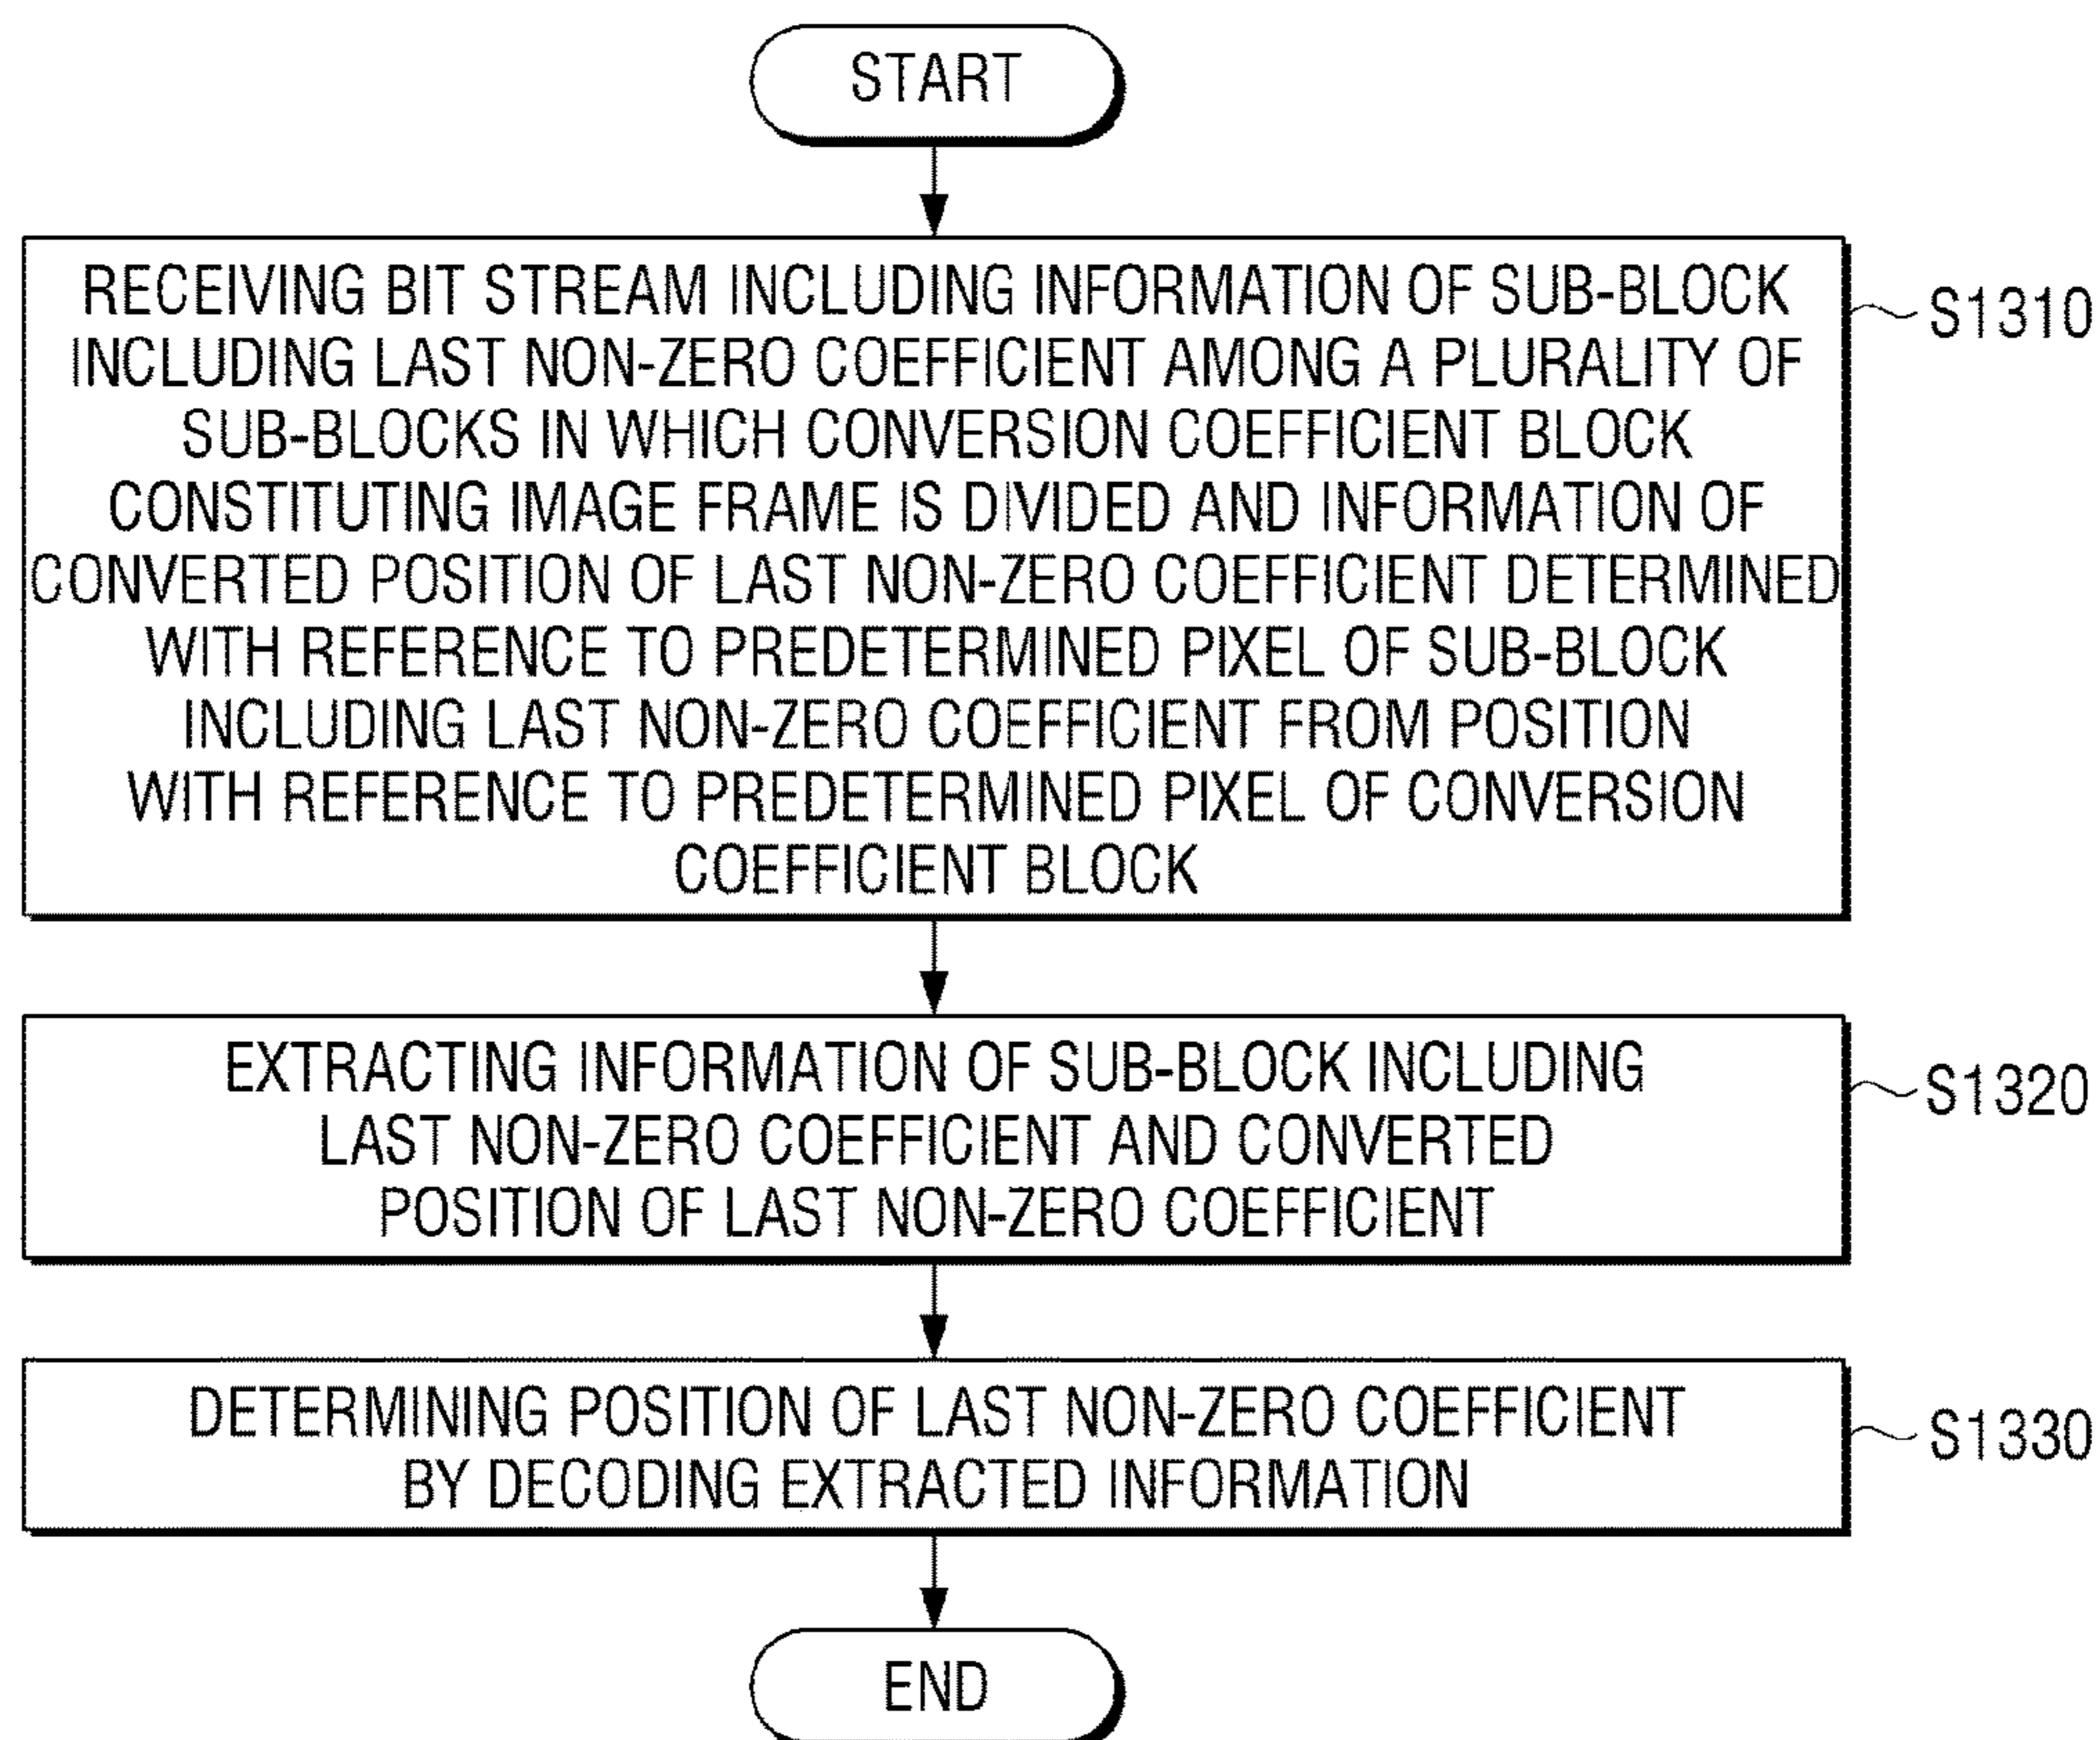 START
RECEIVING BIT STREAM INCLUDING INFORMATION OF SUB-BLOCK
INCLUDING LAST NON-ZERO COEFFICIENT AMONG A PLURALITY OF
SUB-BLOCKS IN WHICH CONVERSION COEFFICIENT BLOCK
CONSTITUTING IMAGE FRAME IS DIVIDED AND INFORMATION OF
CONVERTED POSITION OF LAST NON-ZERO COEFFICIENT DETERMINED
WITH REFERENCE TO PREDETERMINED PIXEL OF SUB-BLOCK
INCLUDING LAST NON-ZERO COEFFICIENT FROM POSITION
WITH REFERENCE TO PREDETERMINED PIXEL OF CONVERSION
COEFFICIENT BLOCK
S1310
EXTRACTING INFORMATION OF SUB-BLOCK INCLUDING
LAST NON-ZERO COEFFICIENT AND CONVERTED
POSITION OF LAST NON-ZERO COEFFICIENT
S1320
DETERMINING POSITION OF LAST NON-ZERO COEFFICIENT
BY DECODING EXTRACTED INFORMATION
S1330
END